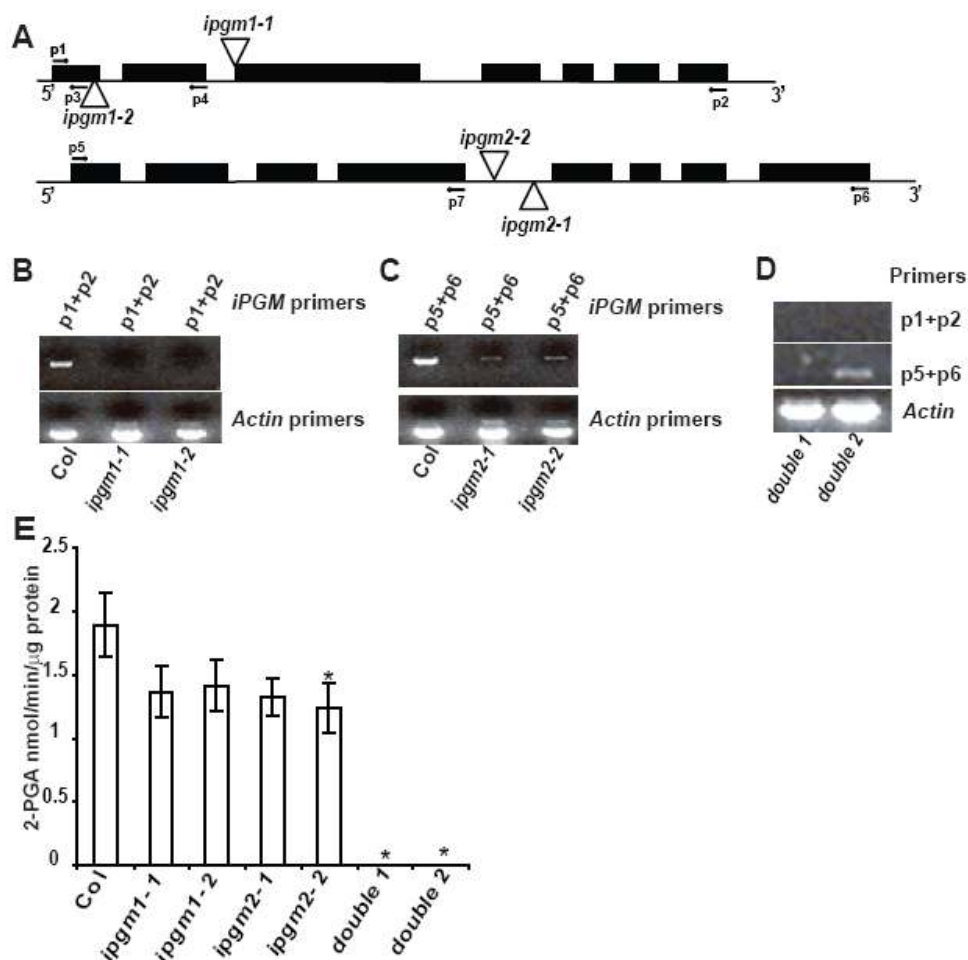 A
ipgm1-1
p1
5'
p3
p4
p2
3'
ipgm1-2
p5
ipgm2-2
5'
p7
p6
3'
ipgm2-1
B
p1+p2
p1+p2
p1+p2
iPGM primers
Actin primers
Col
ipgm1-1
ipgm1-2
C
p5+p6
p5+p6
p5+p6
iPGM primers
Actin primers
Col
ipgm2-1
ipgm2-2
D
Primers
p1+p2
p5+p6
Actin
double 1
double 2
E
2-PGA nmol/min/µg protein
2.5
2
1.5
1
0.5
0
*
*
*
Col
ipgm1-1
ipgm1-2
ipgm2-1
ipgm2-2
double 1
double 2